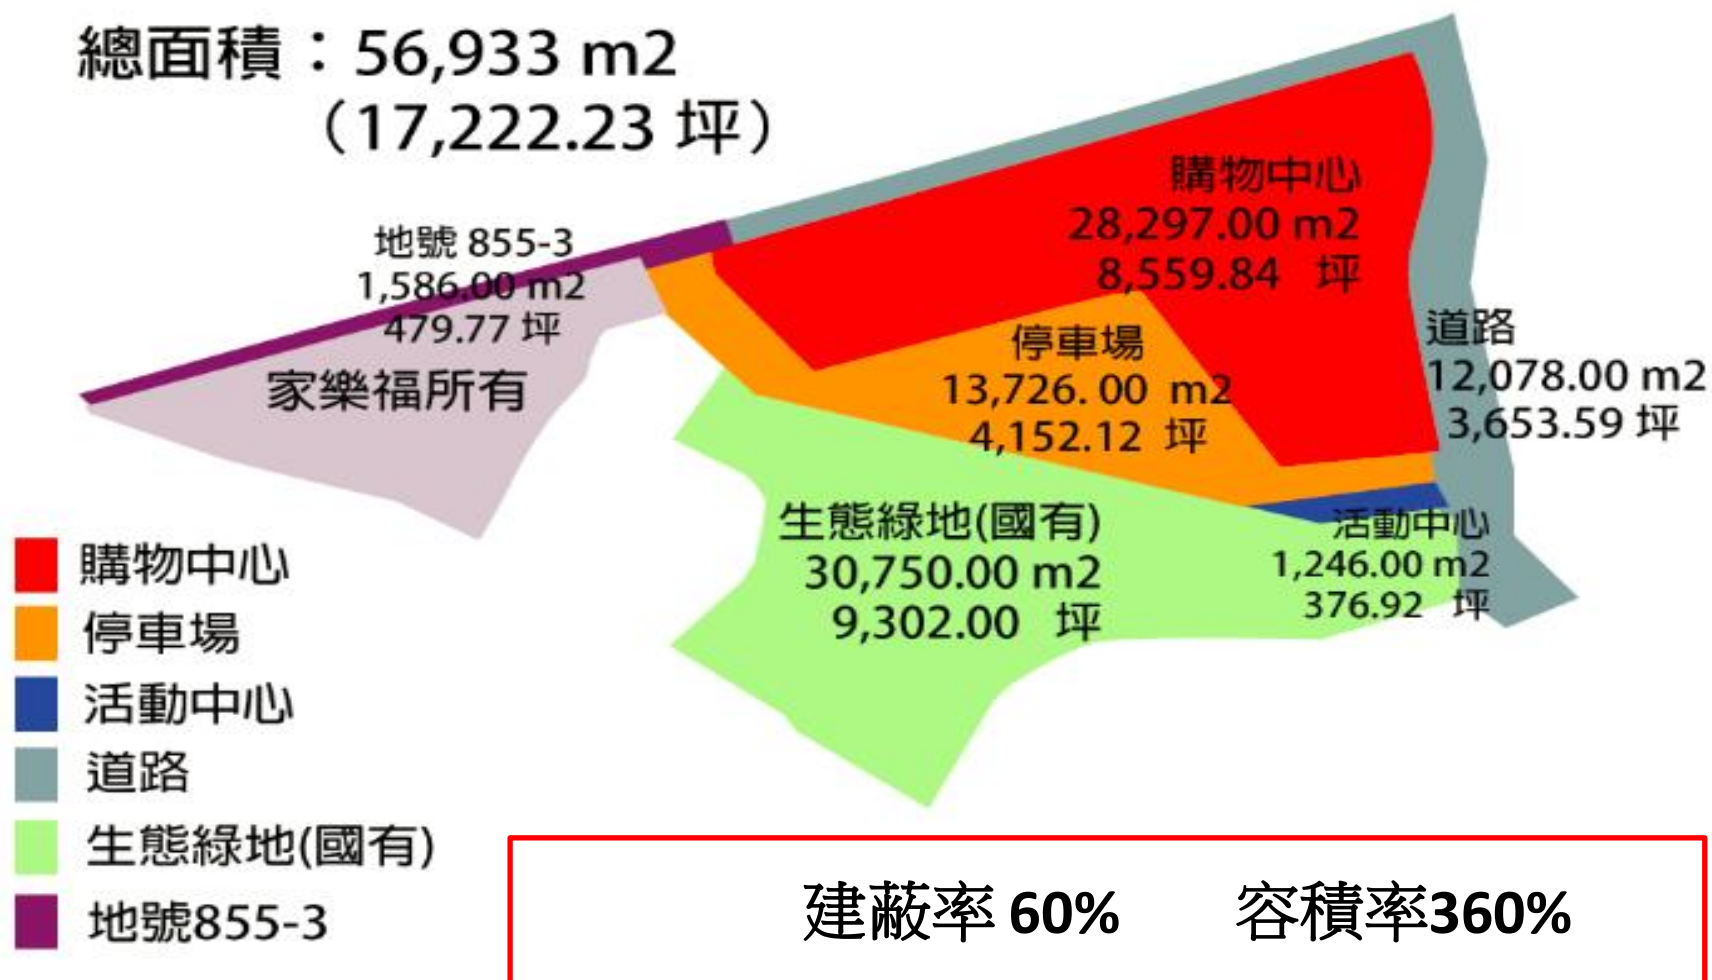 總面積：56,933 m2
（17,222.23 坪）
購物中心
28,297.00 m2
8,559.84 坪
地號 855-3
1,586.00 m2
479.77 坪
家樂福所有
停車場
13,726. 00 m2
4,152.12 坪
道路
12,078.00 m2
3,653.59 坪
生態綠地(國有)
30,750.00 m2
9,302.00 坪
活動中心
1,246.00 m2
376.92 坪
購物中心
停車場
活動中心
道路
生態綠地(國有)
地號855-3
建蔽率 60% 容積率360%